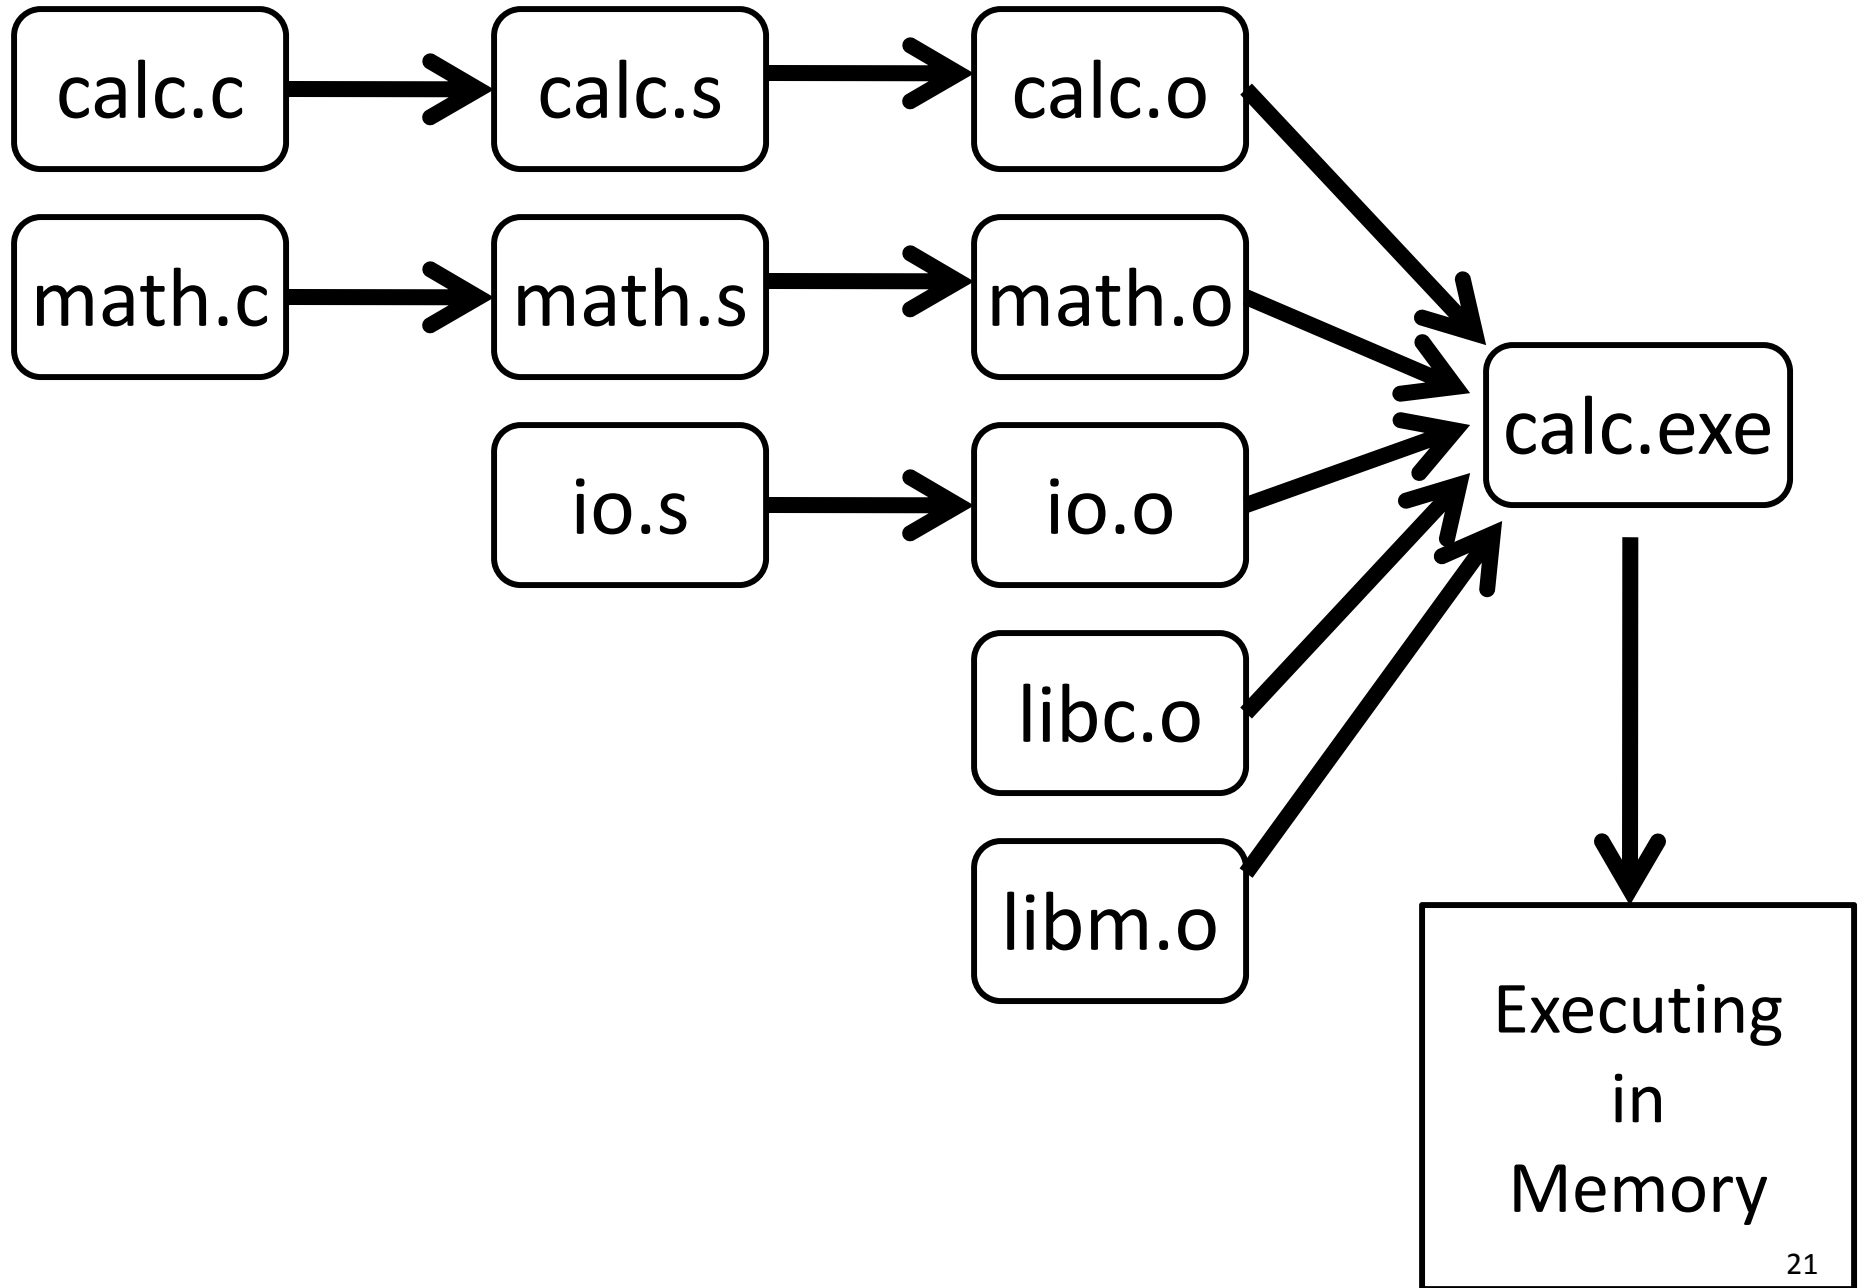 calc.c
calc.s
calc.o
math.c
math.s
math.o
calc.exe
io.s
io.o
libc.o
libm.o
Executing
in
Memory
21